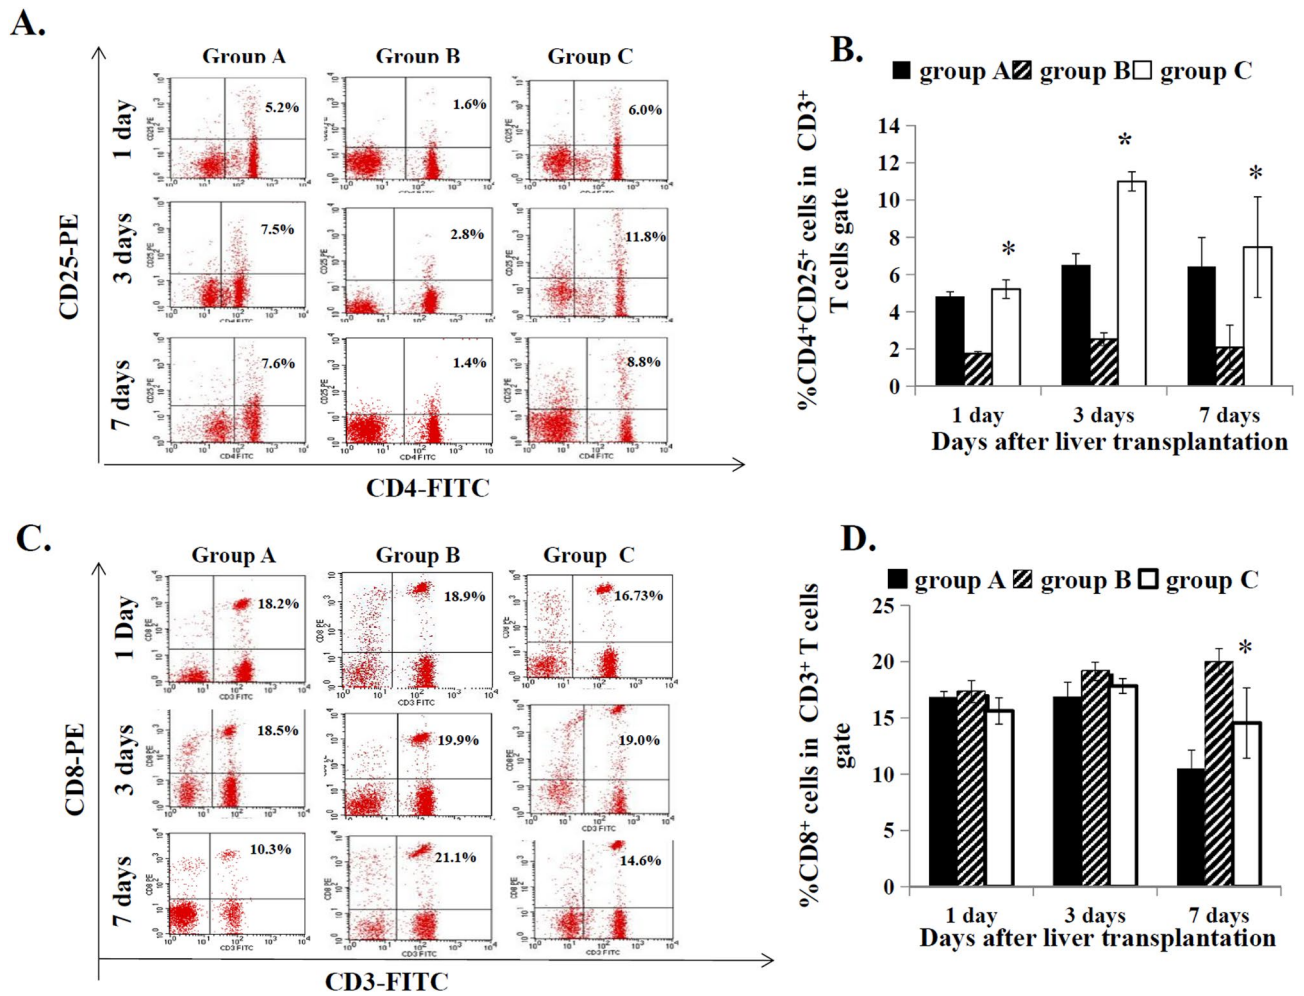 A.
Group A Group B Group C
1 day
5.2%
1.6%
6.0%
3 days
7.5%
2.8%
11.8%
7 days
7.6%
1.4%
8.8%
CD25-PE
CD4-FITC
B.
group A group B group C
%CD4⁺CD25⁺ cells in CD3⁺
T cells gate
14
12
10
8
6
4
2
0
*
*
*
1 day 3 days 7 days
Days after liver transplantation
C.
Group A Group B Group C
1 Day
18.2%
18.9%
16.73%
3 days
18.5%
19.9%
19.0%
7 days
10.3%
21.1%
14.6%
CD8-PE
CD3-FITC
D.
group A group B group C
%CD8⁺ cells in CD3⁺ T cells
gate
25
20
15
10
5
0
*
1 day 3 days 7 days
Days after liver transplantation